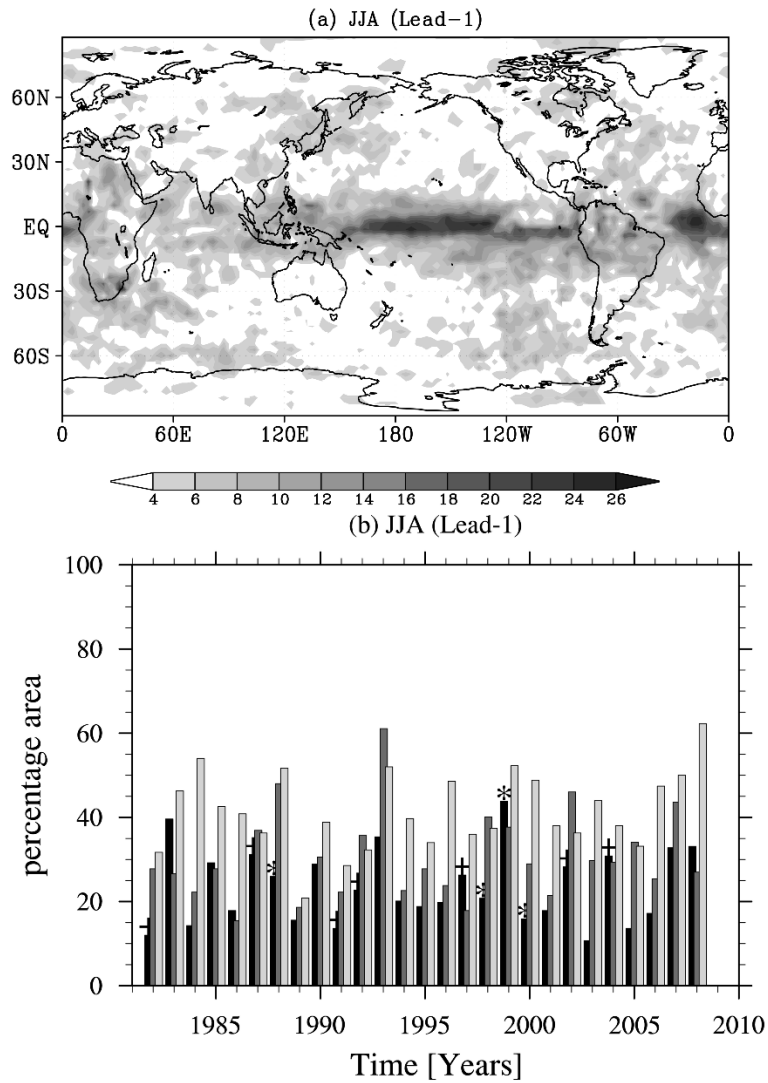 (a) JJA (Lead-1)
60N
30N
EQ
30S
60S
0 60E 120E 180 120W 60W 0
4 6 8 10 12 14 16 18 20 22 24 26
(b) JJA (Lead-1)
100
80
60
40
20
0
percentage area
1985 1990 1995 2000 2005 2010
Time [Years]